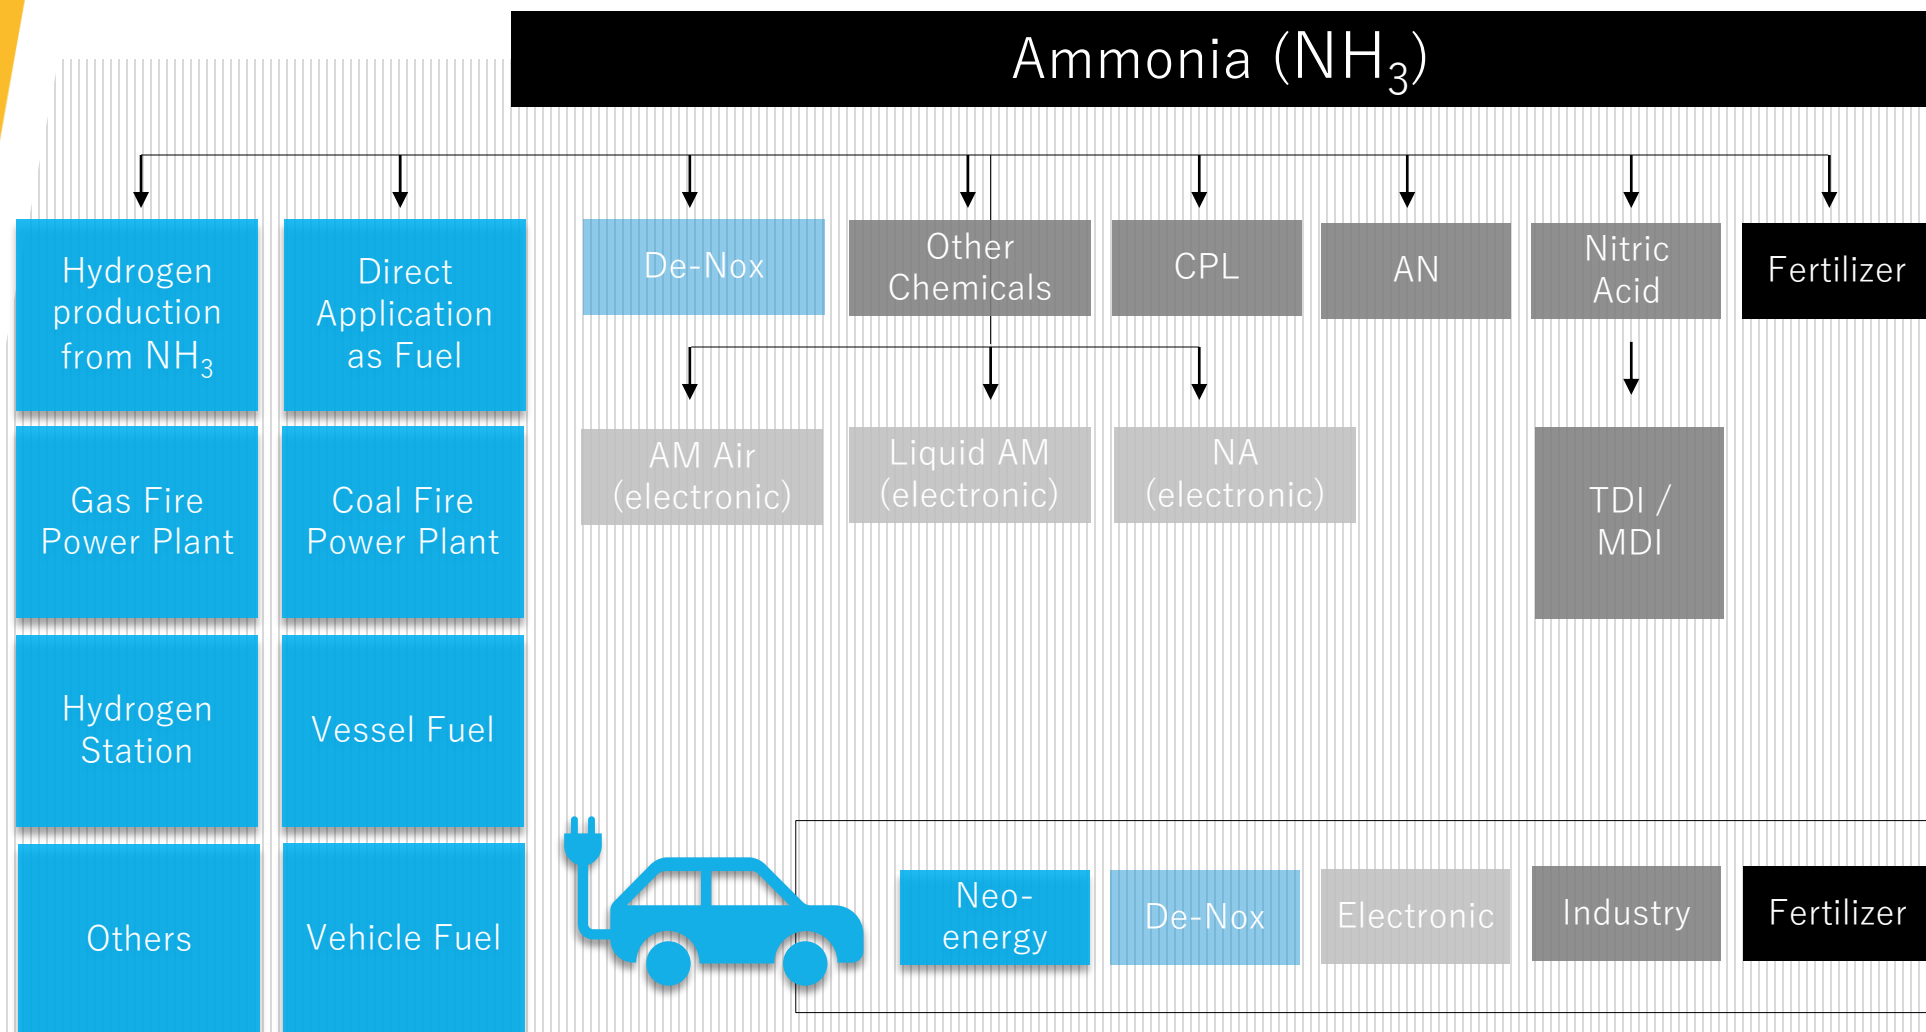 Ammonia (NH₃)
Hydrogen
production
from NH₃
Direct
Application
as Fuel
De-Nox
Other
Chemicals
CPL
AN
Nitric
Acid
Fertilizer
AM Air
(electronic)
Liquid AM
(electronic)
NA
(electronic)
Gas Fire
Power Plant
Coal Fire
Power Plant
TDI /
MDI
Hydrogen
Station
Vessel Fuel
Others
Vehicle Fuel
Neo-
energy
De-Nox
Electronic
Industry
Fertilizer